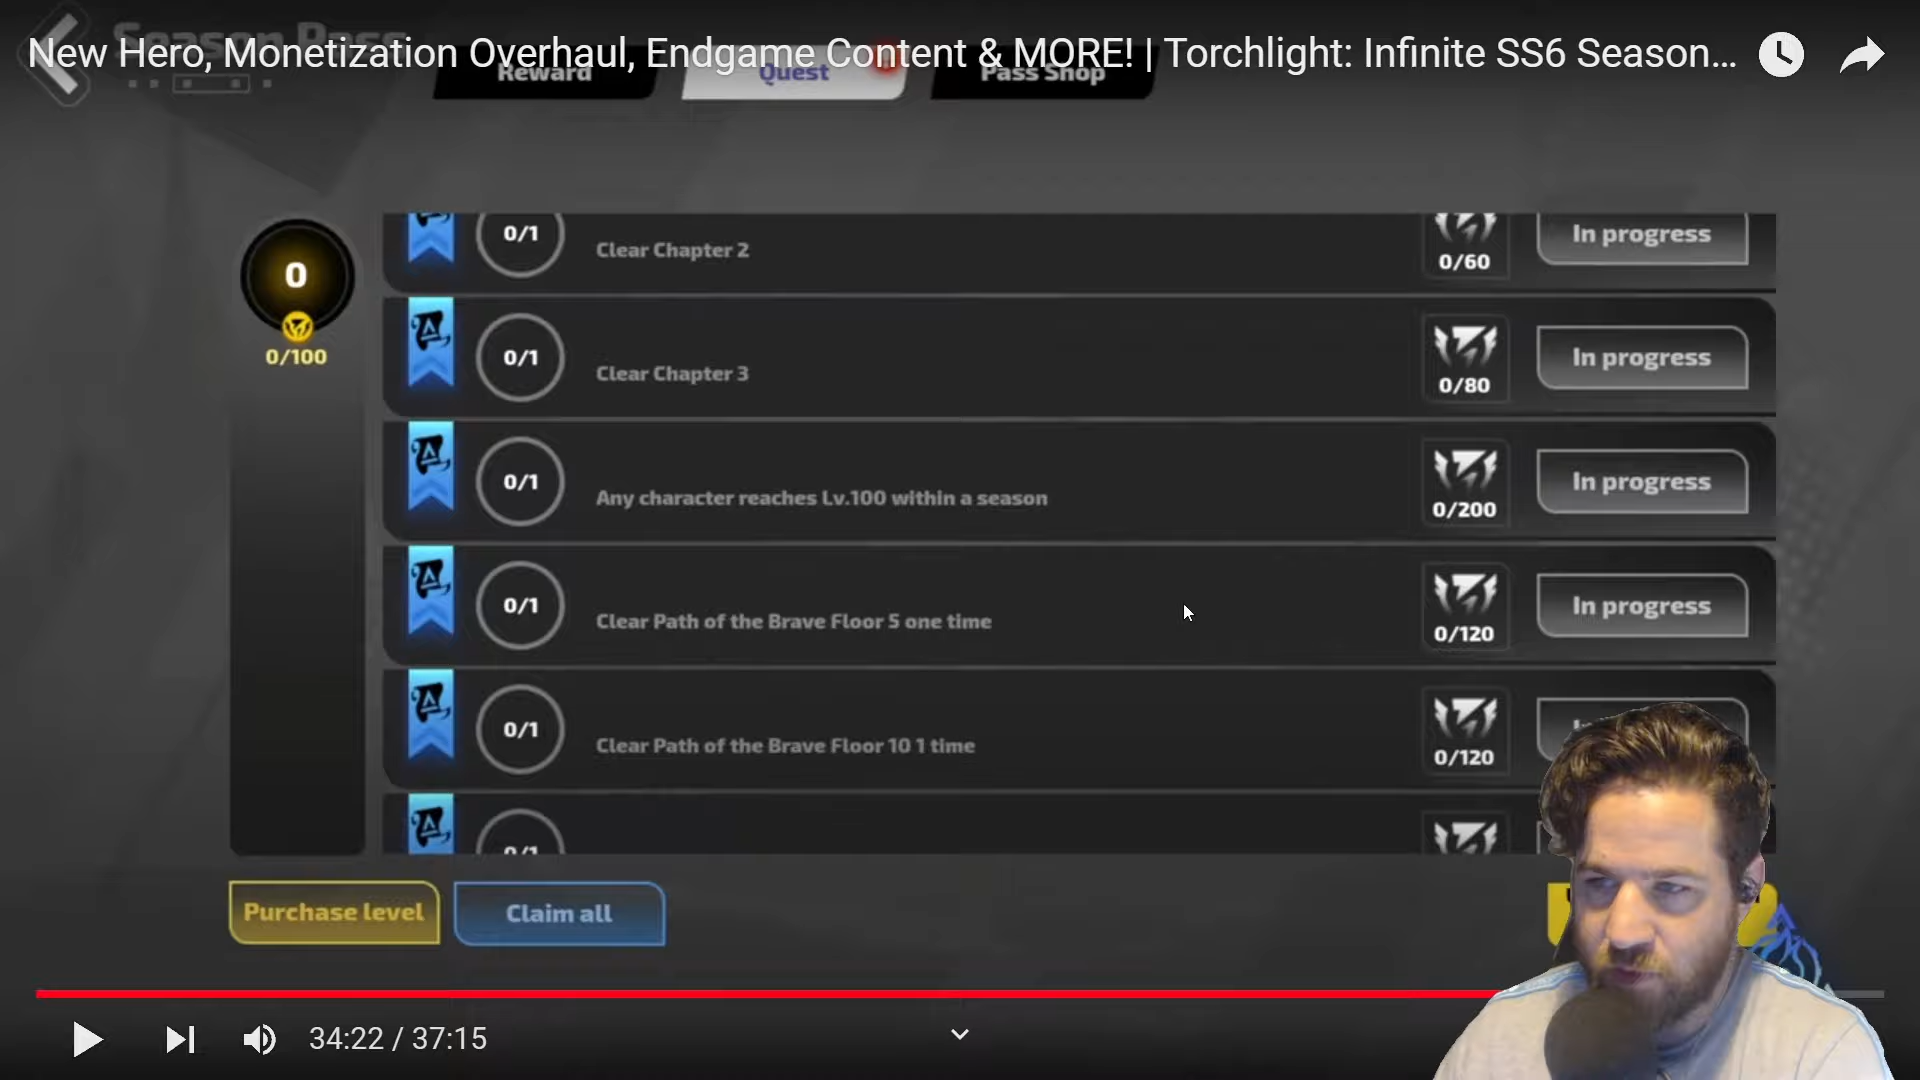 Season Pass
New Hero, Monetization Overhaul, Endgame Content & MORE! | Torchlight: Infinite SS6 Season...
Reward
Quest
Pass Shop
0
0/100
0/1
Clear Chapter 2
0/60
In progress
0/1
Clear Chapter 3
0/80
In progress
0/1
Any character reaches Lv.100 within a season
0/200
In progress
0/1
Clear Path of the Brave Floor 5 one time
0/120
In progress
0/1
Clear Path of the Brave Floor 10 1 time
0/120
0/1
Purchase level
Claim all
34:22 / 37:15